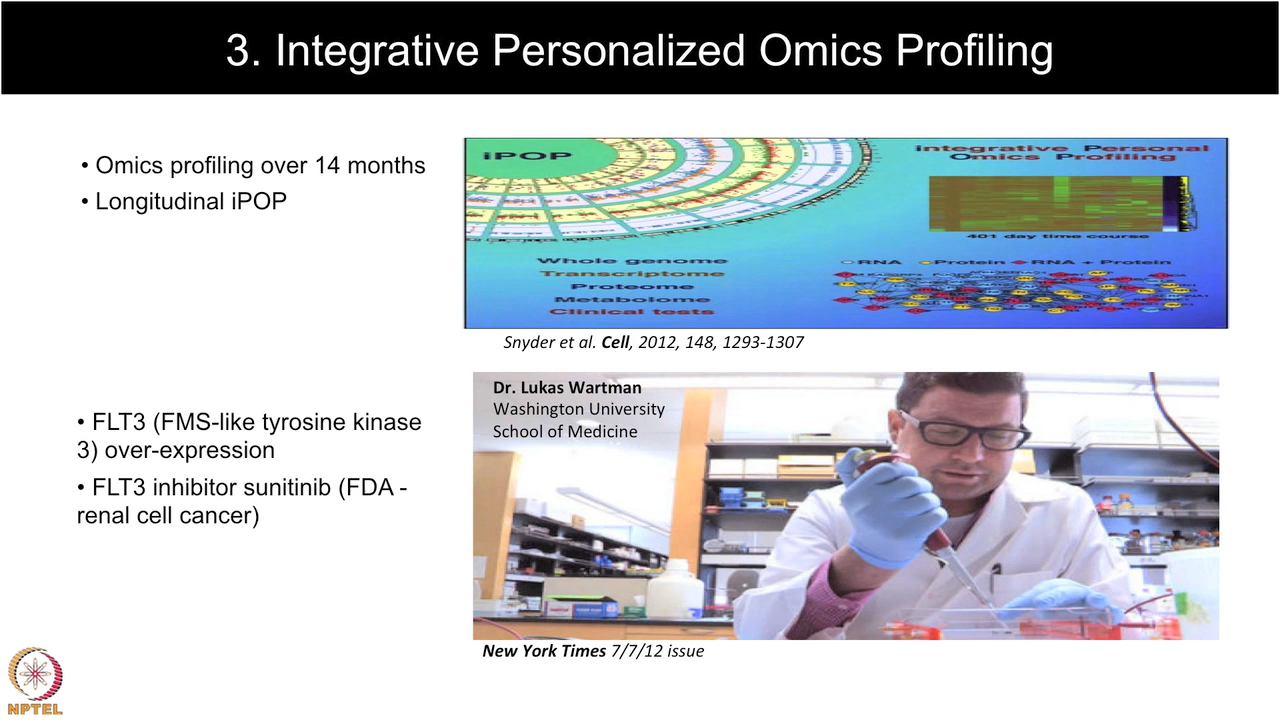 3. Integrative Personalized Omics Profiling
• Omics profiling over 14 months
• Longitudinal iPOP
iPOP
Integrative Personal
Omics Profiling
401 day time course
Whole genome
Transcriptome
Proteome
Metabolome
Clinical tests
RNA Protein RNA + Protein
Snyder et al. Cell, 2012, 148, 1293-1307
• FLT3 (FMS-like tyrosine kinase
3) over-expression
• FLT3 inhibitor sunitinib (FDA -
renal cell cancer)
Dr. Lukas Wartman
Washington University
School of Medicine
New York Times 7/7/12 issue
NPTEL